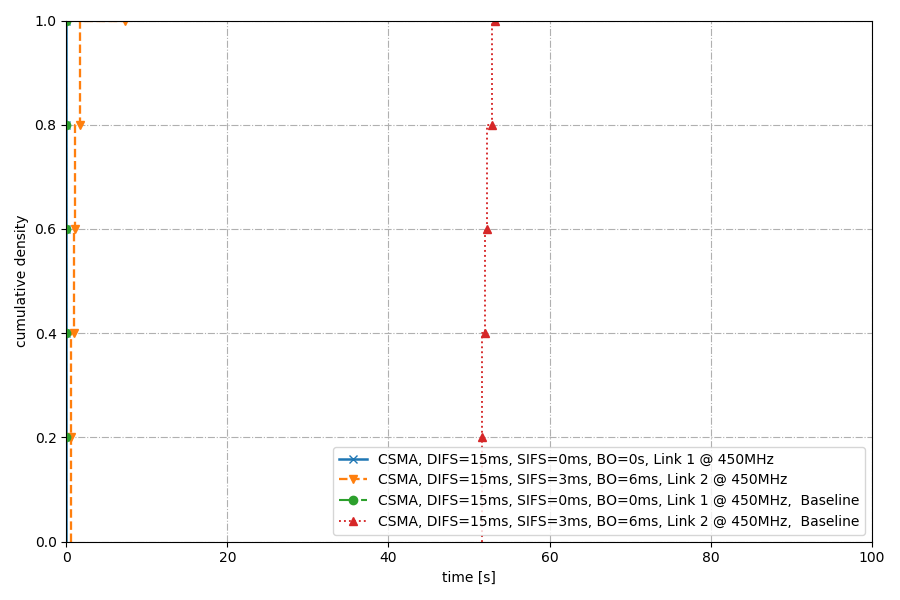 1.0
0.8
0.6
0.4
0.2
0.0
cumulative density
CSMA, DIFS=15ms, SIFS=0ms, BO=0s, Link 1 @ 450MHz
CSMA, DIFS=15ms, SIFS=3ms, BO=6ms, Link 2 @ 450MHz
CSMA, DIFS=15ms, SIFS=0ms, BO=0ms, Link 1 @ 450MHz,  Baseline
CSMA, DIFS=15ms, SIFS=3ms, BO=6ms, Link 2 @ 450MHz,  Baseline
0 20 40 60 80 100
time [s]